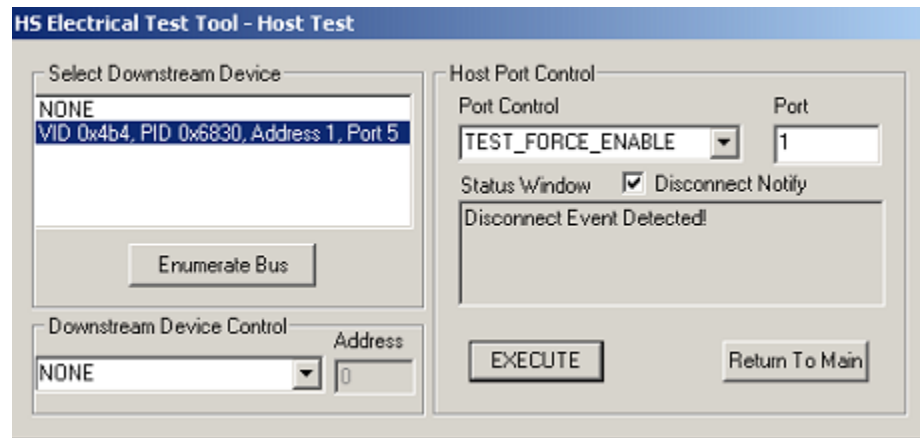 HS Electrical Test Tool - Host Test
Select Downstream Device
NONE
VID 0x4b4, PID 0x6830, Address 1, Port 5
Enumerate Bus
Downstream Device Control
Address
NONE
0
Host Port Control
Port Control
Port
TEST_FORCE_ENABLE
1
Status Window
Disconnect Notify
Disconnect Event Detected!
EXECUTE
Return To Main